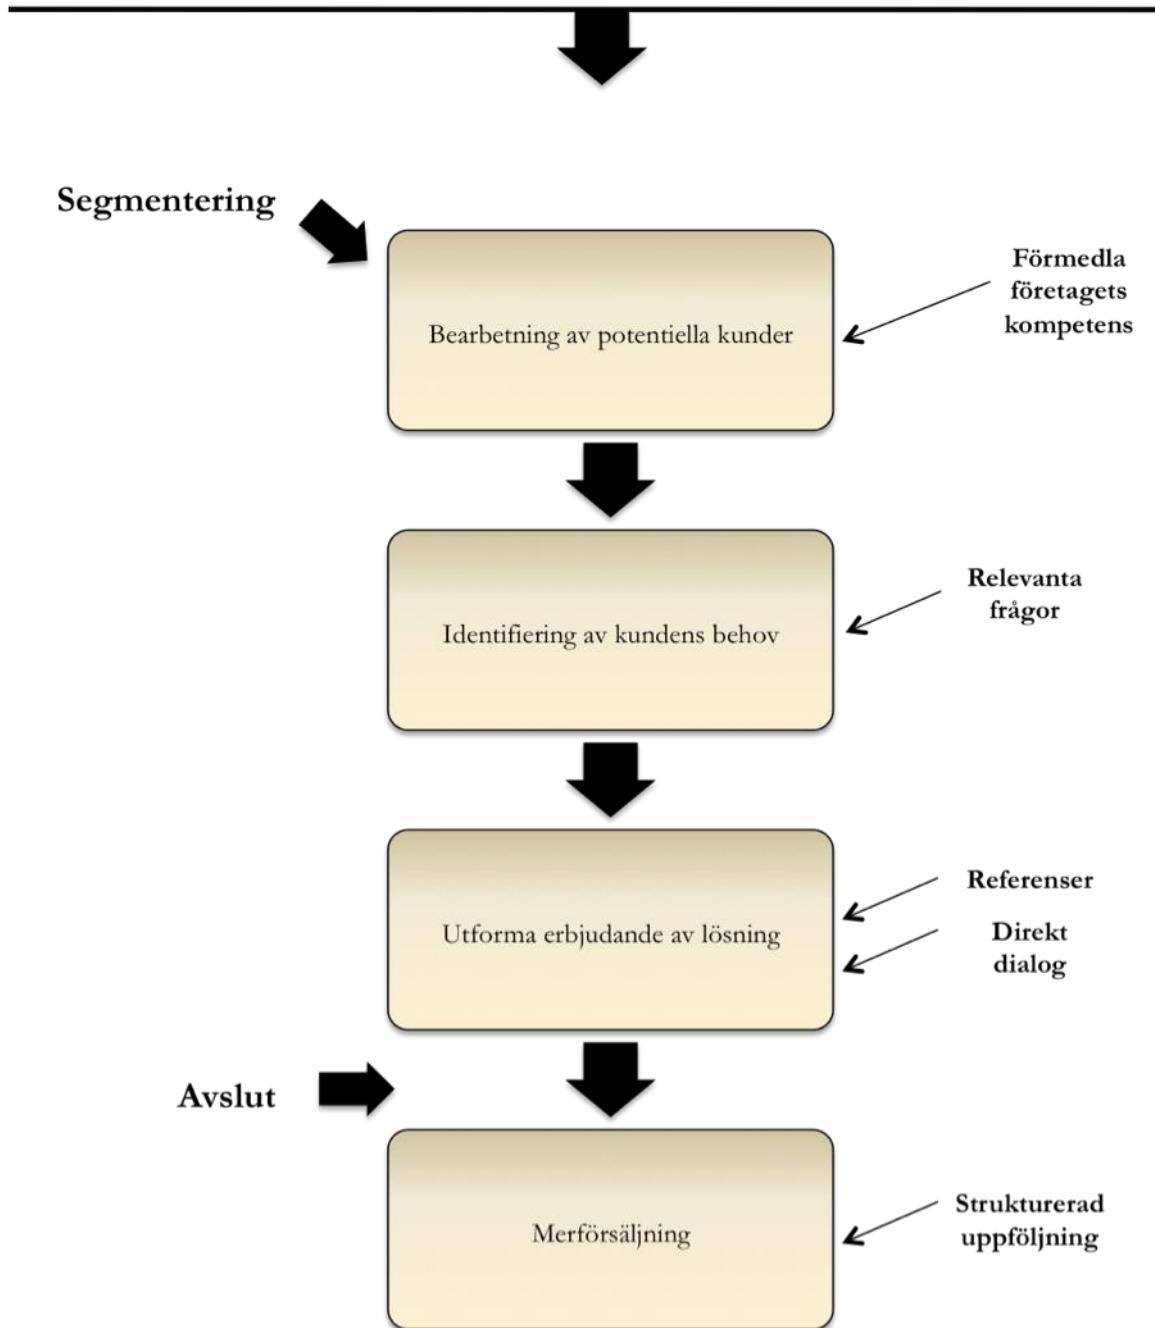 Segmentering
Förmedla
företagets
kompetens
Bearbetning av potentiella kunder
Relevanta
frågor
Identifiering av kundens behov
Referenser
Direkt
dialog
Utforma erbjudande av lösning
Avslut
Strukturerad
uppföljning
Merförsäljning